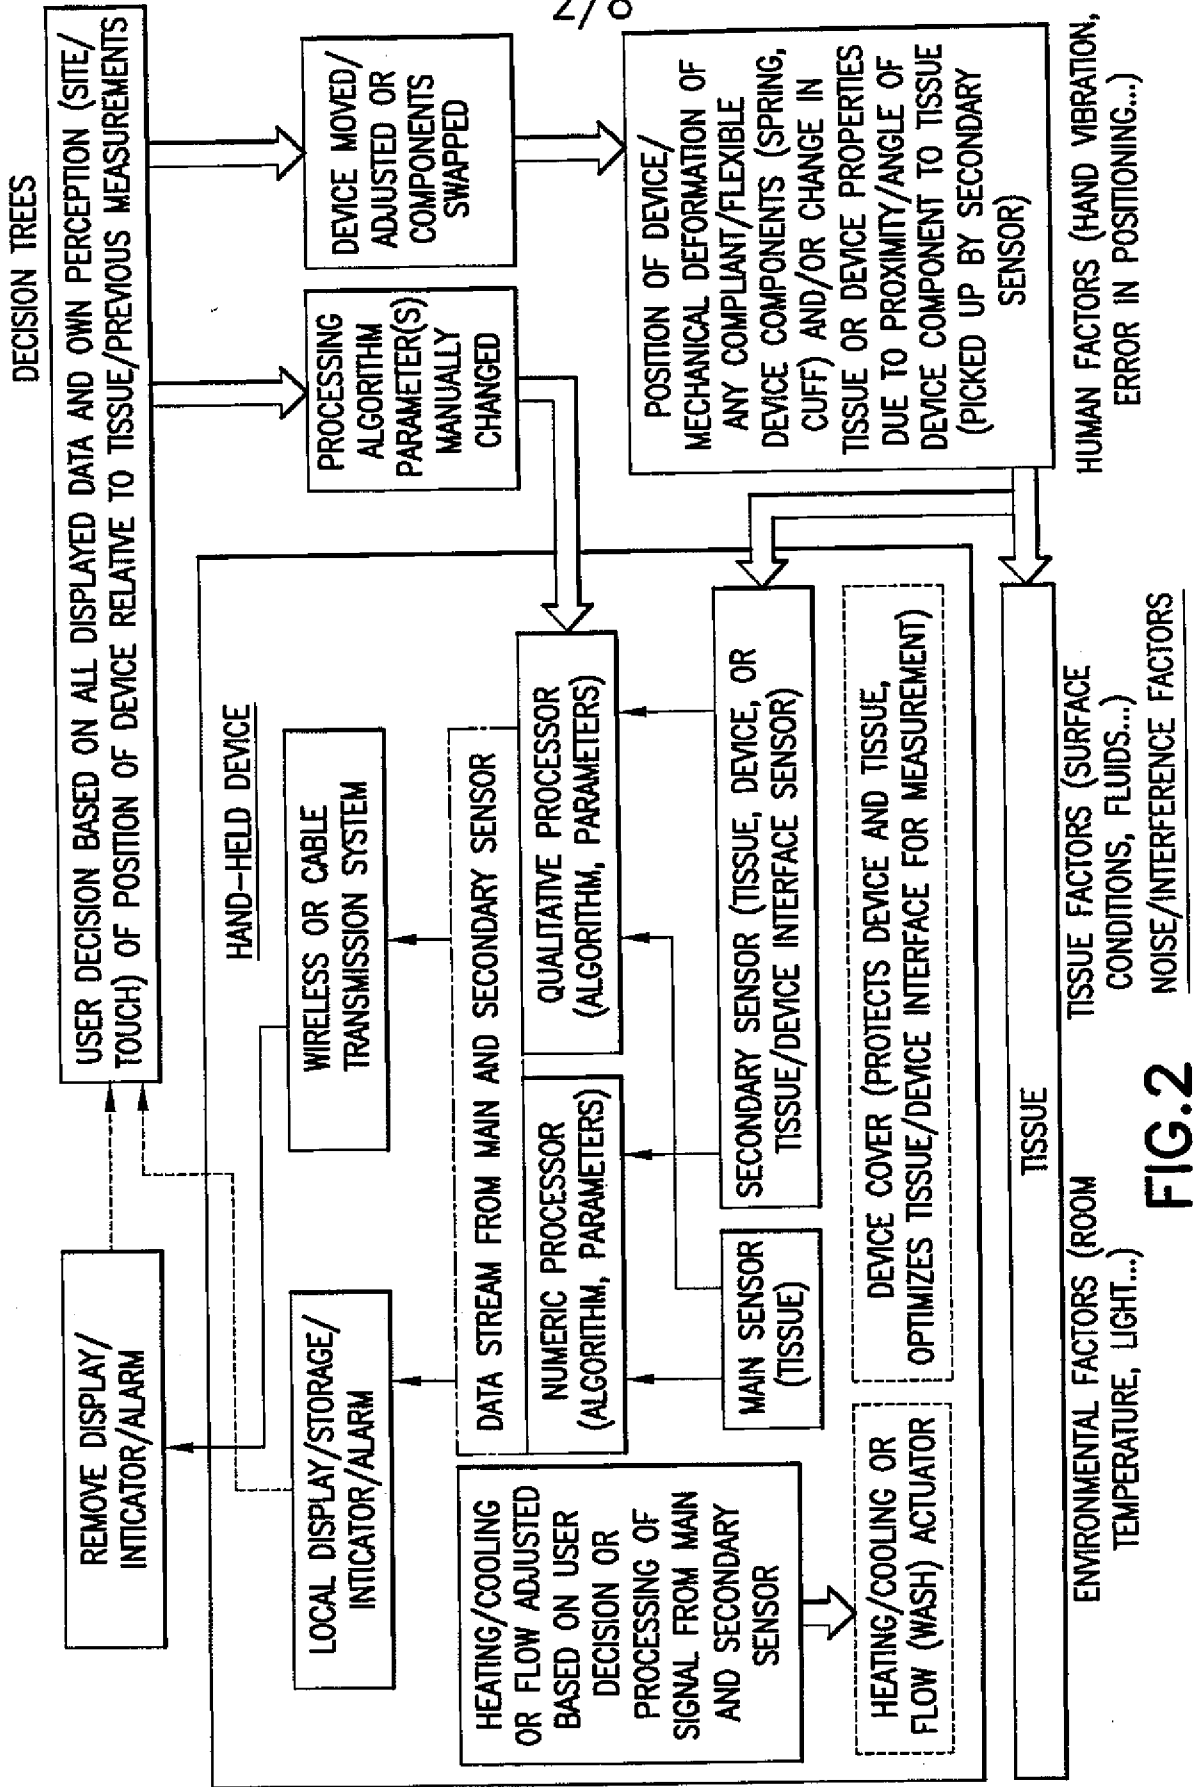 2/8
DECISION TREES
USER DECISION BASED ON ALL DISPLAYED DATA AND OWN PERCEPTION (SITE/
TOUCH) OF POSITION OF DEVICE RELATIVE TO TISSUE/PREVIOUS MEASUREMENTS
REMOVE DISPLAY/
INTICATOR/ALARM
HAND-HELD DEVICE
LOCAL DISPLAY/STORAGE/
INTICATOR/ALARM
WIRELESS OR CABLE
TRANSMISSION SYSTEM
PROCESSING
ALGORITHM
PARAMETER(S)
MANUALLY
CHANGED
DEVICE MOVED/
ADJUSTED OR
COMPONENTS
SWAPPED
HEATING/COOLING
OR FLOW ADJUSTED
BASED ON USER
DECISION OR
PROCESSING OF
SIGNAL FROM MAIN
AND SECONDARY
SENSOR
DATA STREAM FROM MAIN AND SECONDARY SENSOR
NUMERIC PROCESSOR
(ALGORITHM, PARAMETERS)
QUALITATIVE PROCESSOR
(ALGORITHM, PARAMETERS)
MAIN SENSOR
(TISSUE)
SECONDARY SENSOR (TISSUE, DEVICE, OR
TISSUE/DEVICE INTERFACE SENSOR)
POSITION OF DEVICE/
MECHANICAL DEFORMATION OF
ANY COMPLIANT/FLEXIBLE
DEVICE COMPONENTS (SPRING,
CUFF) AND/OR CHANGE IN
TISSUE OR DEVICE PROPERTIES
DUE TO PROXIMITY/ANGLE OF
DEVICE COMPONENT TO TISSUE
(PICKED UP BY SECONDARY
SENSOR)
HEATING/COOLING OR
FLOW (WASH) ACTUATOR
DEVICE COVER (PROTECTS DEVICE AND TISSUE,
OPTIMIZES TISSUE/DEVICE INTERFACE FOR MEASUREMENT)
TISSUE
ENVIRONMENTAL FACTORS (ROOM
TEMPERATURE, LIGHT...)
TISSUE FACTORS (SURFACE
CONDITIONS, FLUIDS...)
HUMAN FACTORS (HAND VIBRATION,
ERROR IN POSITIONING...)
NOISE/INTERFERENCE FACTORS
FIG.2